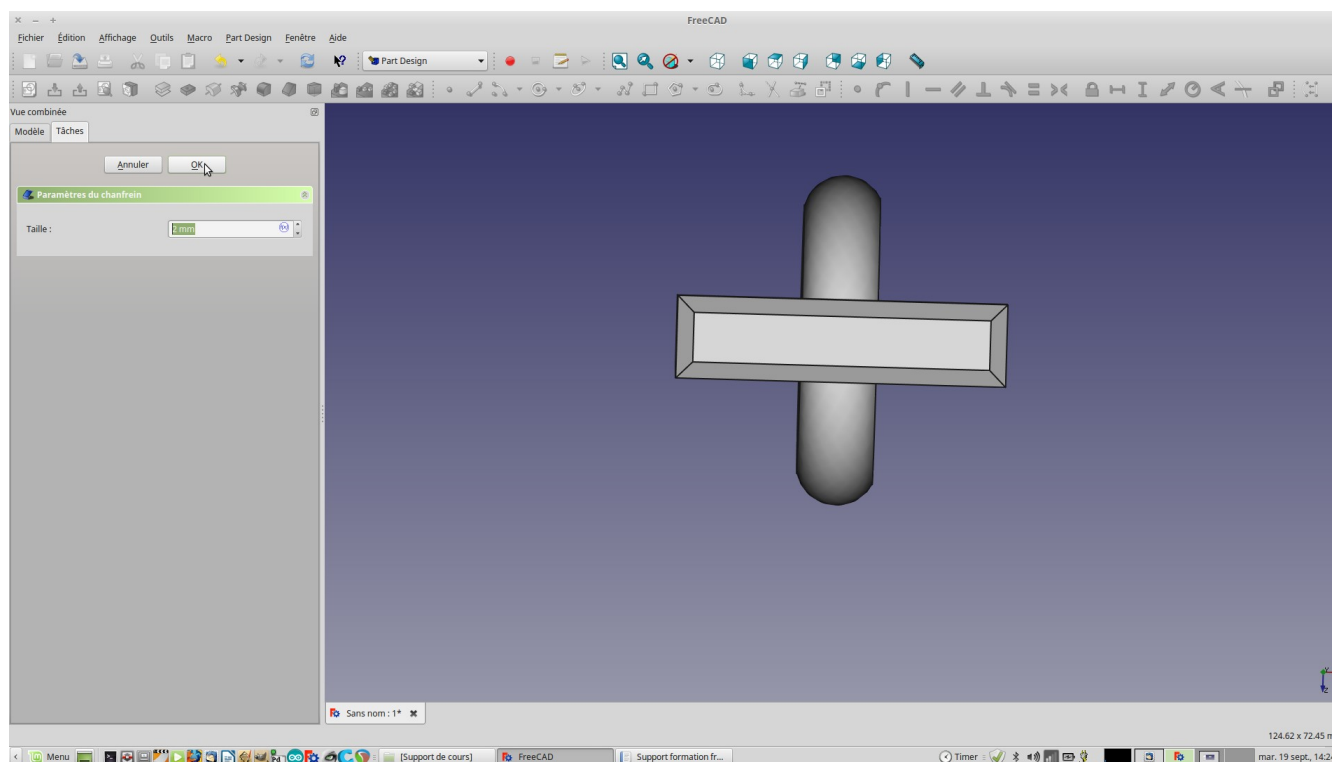 FreeCAD
Fichier Édition Affichage Outils Macro Part Design Fenêtre Aide
Part Design
Vue combinée
Modèle Tâches
Annuler OK
Paramètres du chanfrein
Taille : 2 mm
Sans nom : 1*
124.62 x 72.45 m
Menu [Support de cours] FreeCAD Support formation fr... Timer : mar. 19 sept., 14:2